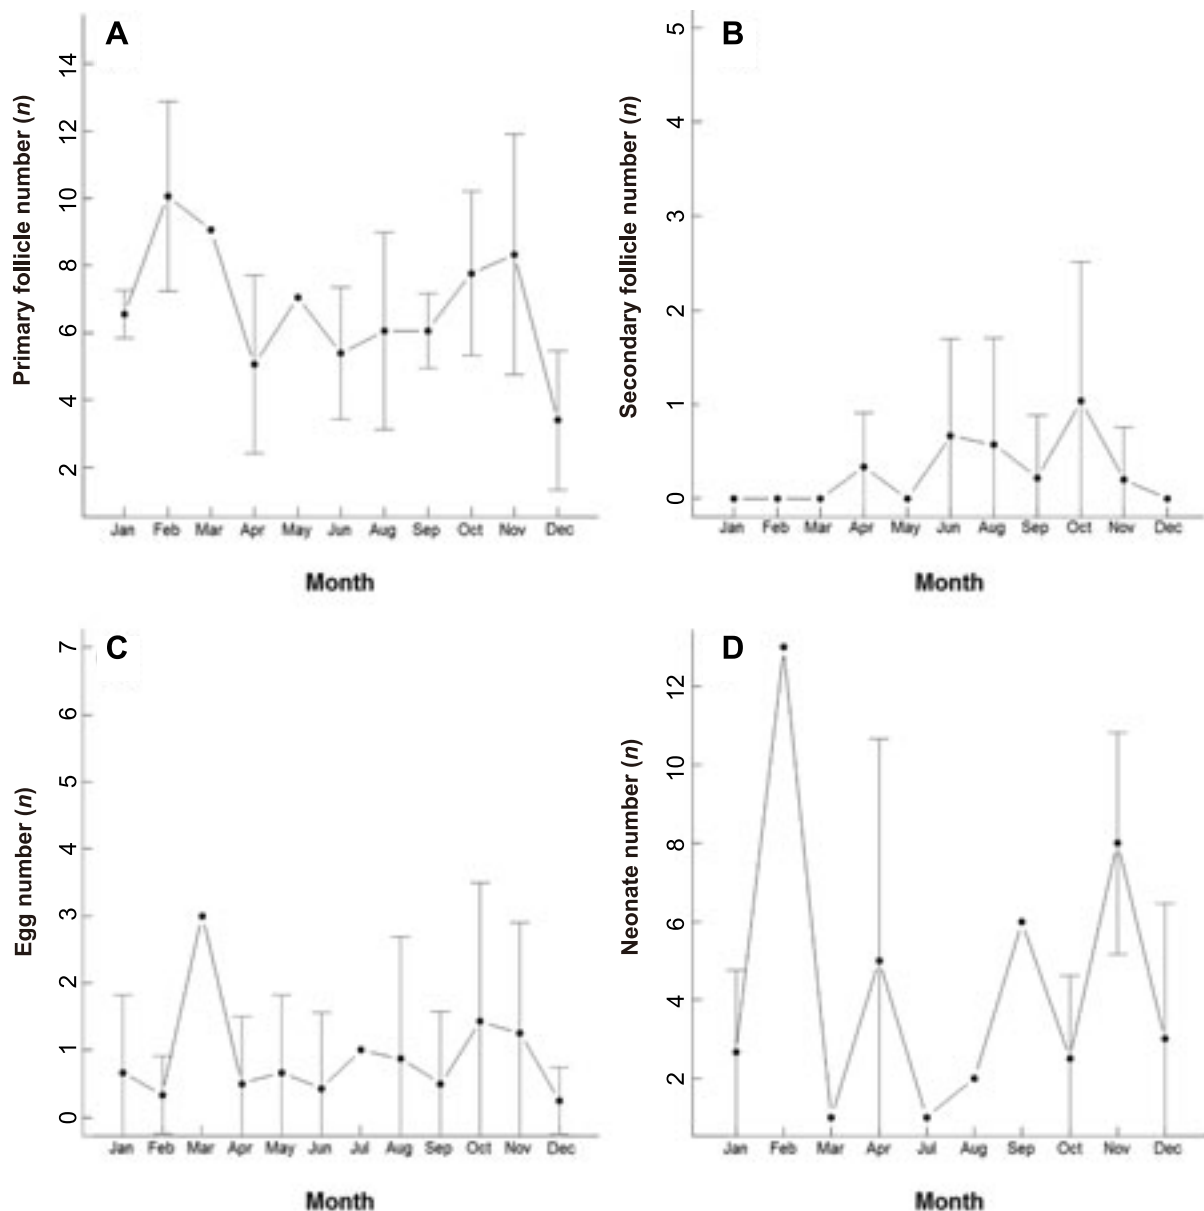 A
Primary follicle number (n)
14
12
10
8
6
4
2
Jan Feb Mar Apr May Jun Aug Sep Oct Nov Dec
Month
B
Secondary follicle number (n)
5
4
3
2
1
0
Jan Feb Mar Apr May Jun Aug Sep Oct Nov Dec
Month
C
Egg number (n)
7
6
5
4
3
2
1
0
Jan Feb Mar Apr May Jun Jul Aug Sep Oct Nov Dec
Month
D
Neonate number (n)
12
10
8
6
4
2
Jan Feb Mar Apr Jul Aug Sep Oct Nov Dec
Month